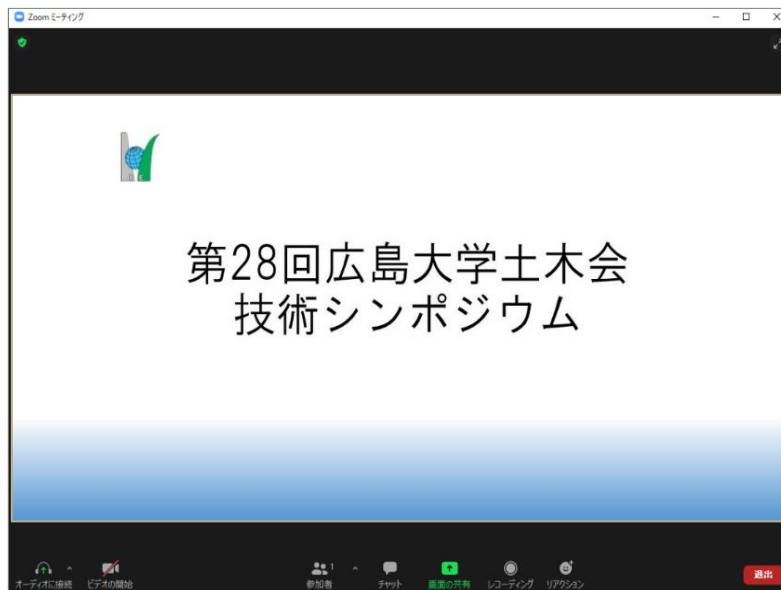 Zoom ミーティング
第28回広島大学土木会
技術シンポジウム
オーディオに接続
ビデオの開始
1
参加者
チャット
画面の共有
レコーディング
リアクション
退出